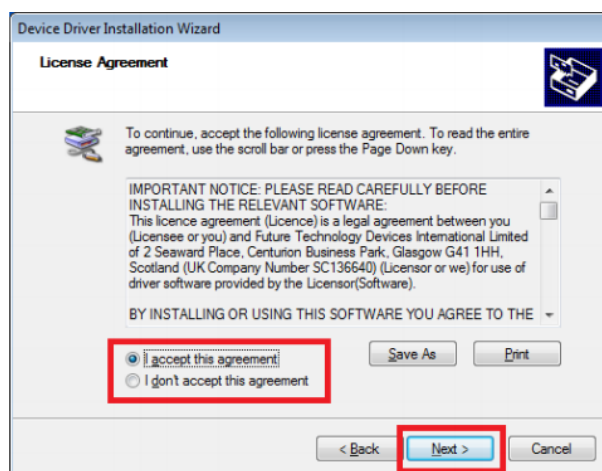 Device Driver Installation Wizard
License Agreement
To continue, accept the following license agreement. To read the entire
agreement, use the scroll bar or press the Page Down key.
IMPORTANT NOTICE: PLEASE READ CAREFULLY BEFORE
INSTALLING THE RELEVANT SOFTWARE:
This licence agreement (Licence) is a legal agreement between you
(Licensee or you) and Future Technology Devices International Limited
of 2 Seaward Place, Centurion Business Park, Glasgow G41 1HH,
Scotland (UK Company Number SC136640) (Licensor or we) for use of
driver software provided by the Licensor(Software).
BY INSTALLING OR USING THIS SOFTWARE YOU AGREE TO THE
I accept this agreement
Save As
Print
I don't accept this agreement
< Back
Next >
Cancel